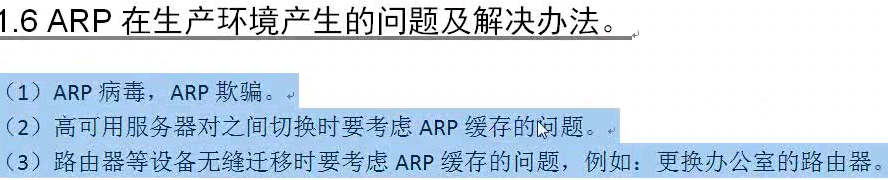 1.6 ARP 在生产环境产生的问题及解决办法。
（1）ARP 病毒，ARP 欺骗。
（2）高可用服务器对之间切换时要考虑 ARP 缓存的问题。
（3）路由器等设备无缝迁移时要考虑 ARP 缓存的问题，例如：更换办公室的路由器。